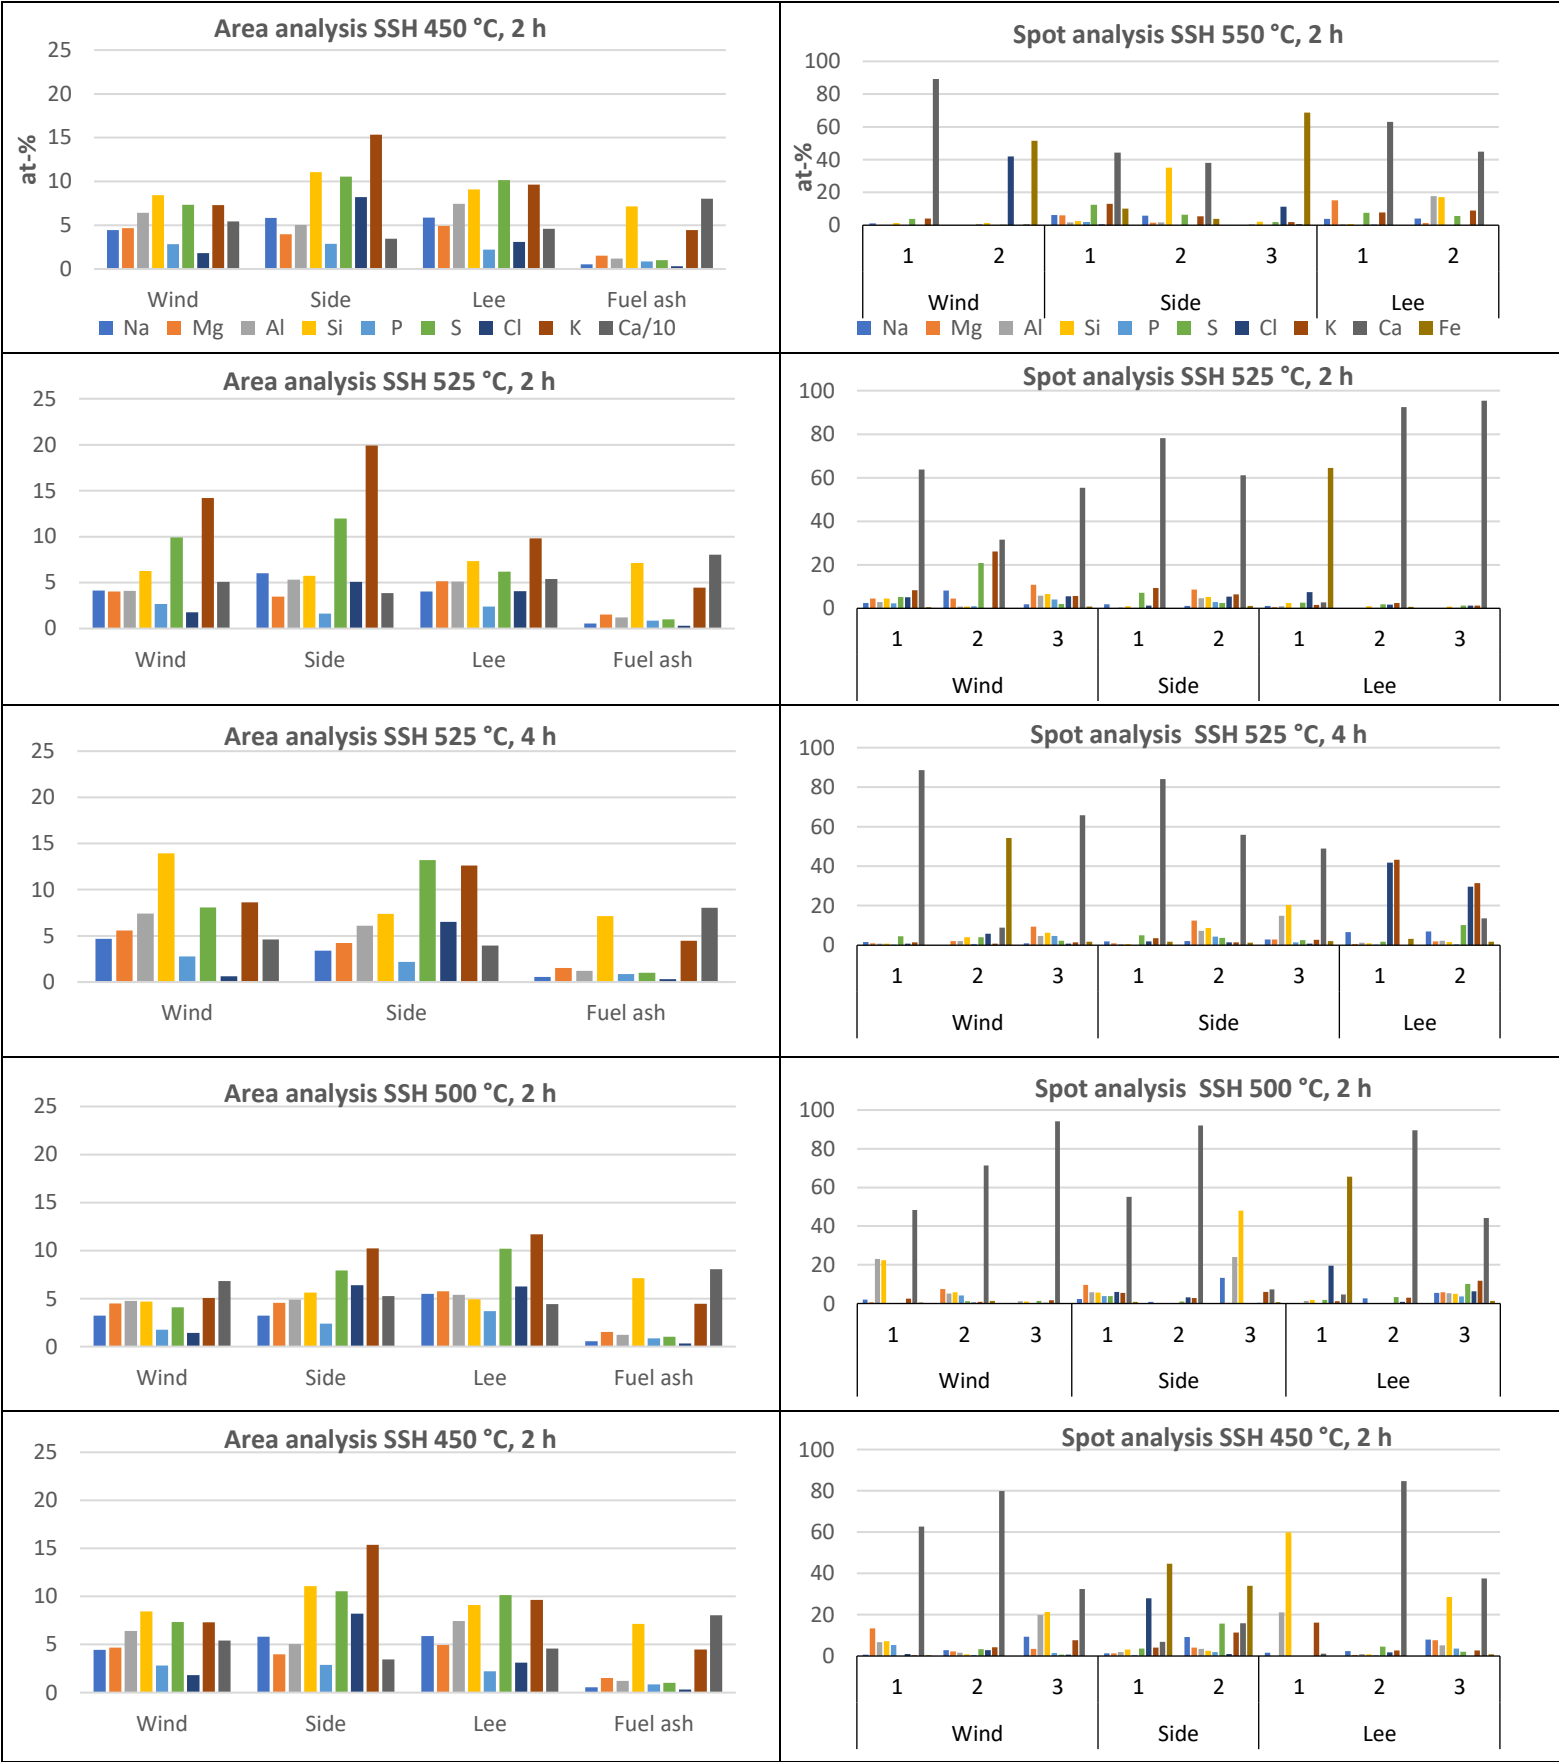 Area analysis SSH 450 °C, 2 h
25
20
15
10
5
0
at-%
Wind Side Lee Fuel ash
Na Mg Al Si P S Cl K Ca/10
Spot analysis SSH 550 °C, 2 h
100
80
60
40
20
0
at-%
1 2 1 2 3 1 2
Wind Side Lee
Na Mg Al Si P S Cl K Ca Fe
Area analysis SSH 525 °C, 2 h
25
20
15
10
5
0
Wind Side Lee Fuel ash
Spot analysis SSH 525 °C, 2 h
100
80
60
40
20
0
1 2 3 1 2 1 2 3
Wind Side Lee
Area analysis SSH 525 °C, 4 h
25
20
15
10
5
0
Wind Side Fuel ash
Spot analysis SSH 525 °C, 4 h
100
80
60
40
20
0
1 2 3 1 2 3 1 2
Wind Side Lee
Area analysis SSH 500 °C, 2 h
25
20
15
10
5
0
Wind Side Lee Fuel ash
Spot analysis SSH 500 °C, 2 h
100
80
60
40
20
0
1 2 3 1 2 3 1 2 3
Wind Side Lee
Area analysis SSH 450 °C, 2 h
25
20
15
10
5
0
Wind Side Lee Fuel ash
Spot analysis SSH 450 °C, 2 h
100
80
60
40
20
0
1 2 3 1 2 1 2 3
Wind Side Lee